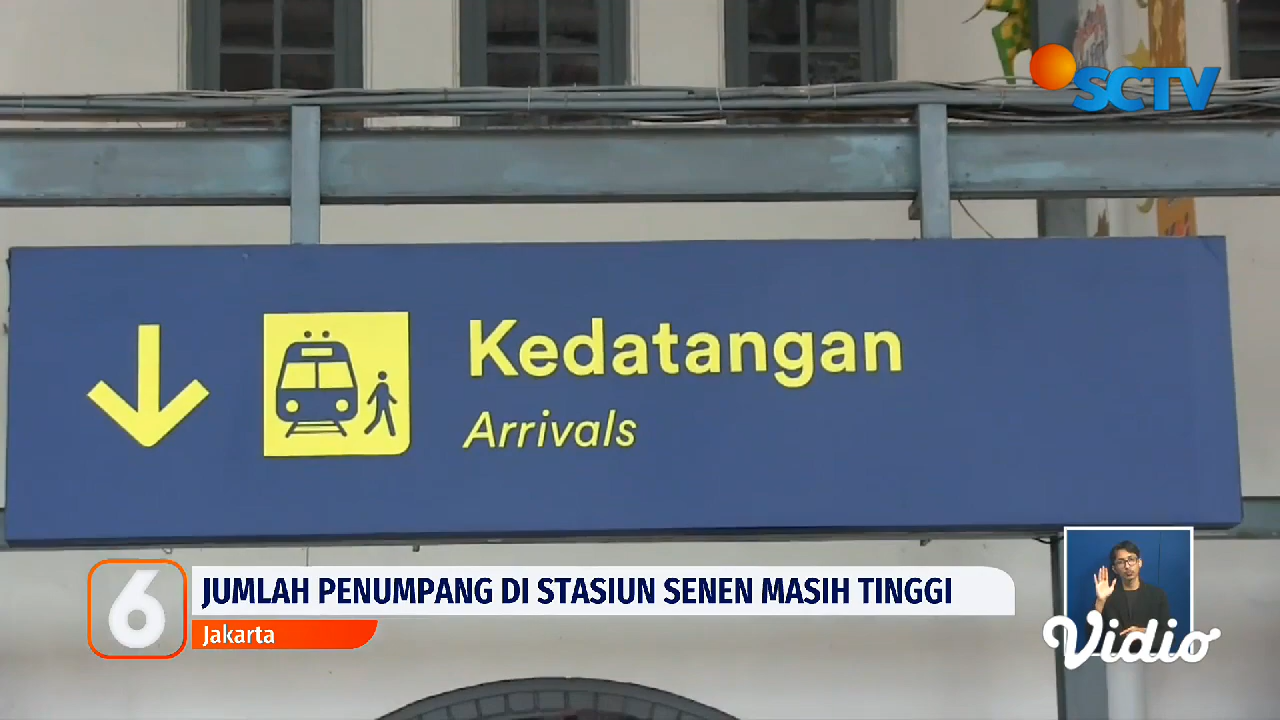 SCTV
Kedatangan
Arrivals
6
JUMLAH PENUMPANG DI STASIUN SENEN MASIH TINGGI
Jakarta
Vidio